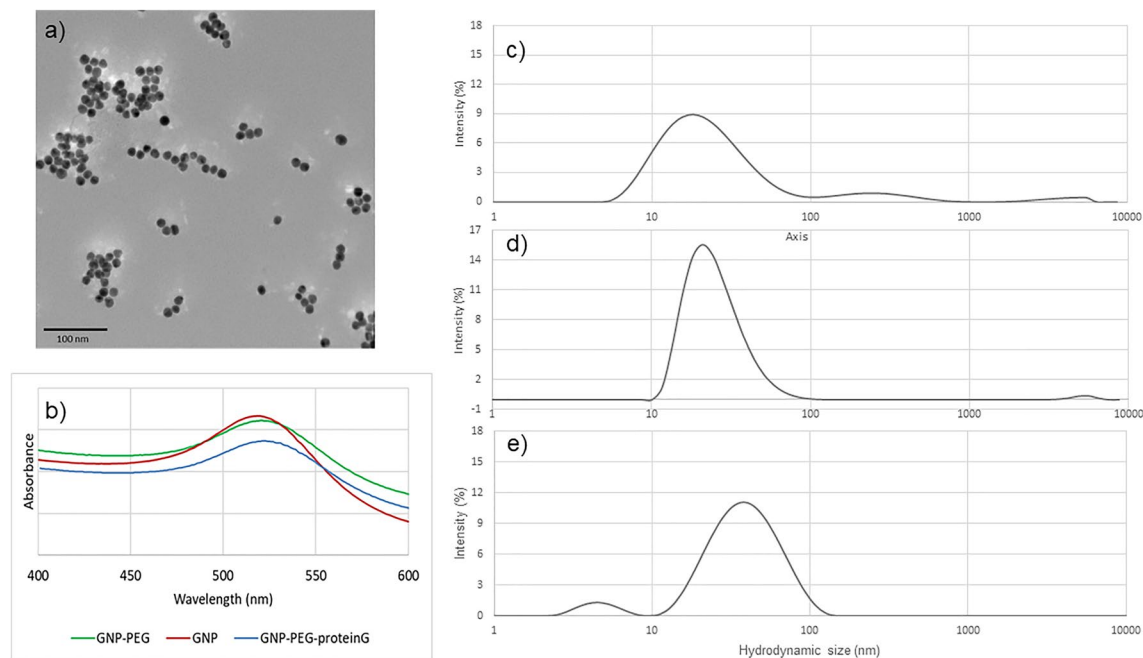 a)
100 nm
b)
Absorbance
400 450 500 550 600
Wavelength (nm)
GNP-PEG GNP GNP-PEG-proteinG
c)
Intensity (%)
18
15
12
9
6
3
0
1 10 100 1000 10000
Axis
d)
Intensity (%)
17
14
11
8
5
2
-1
1 10 100 1000 10000
e)
Intensity (%)
18
15
12
9
6
3
0
1 10 100 1000 10000
Hydrodynamic size (nm)